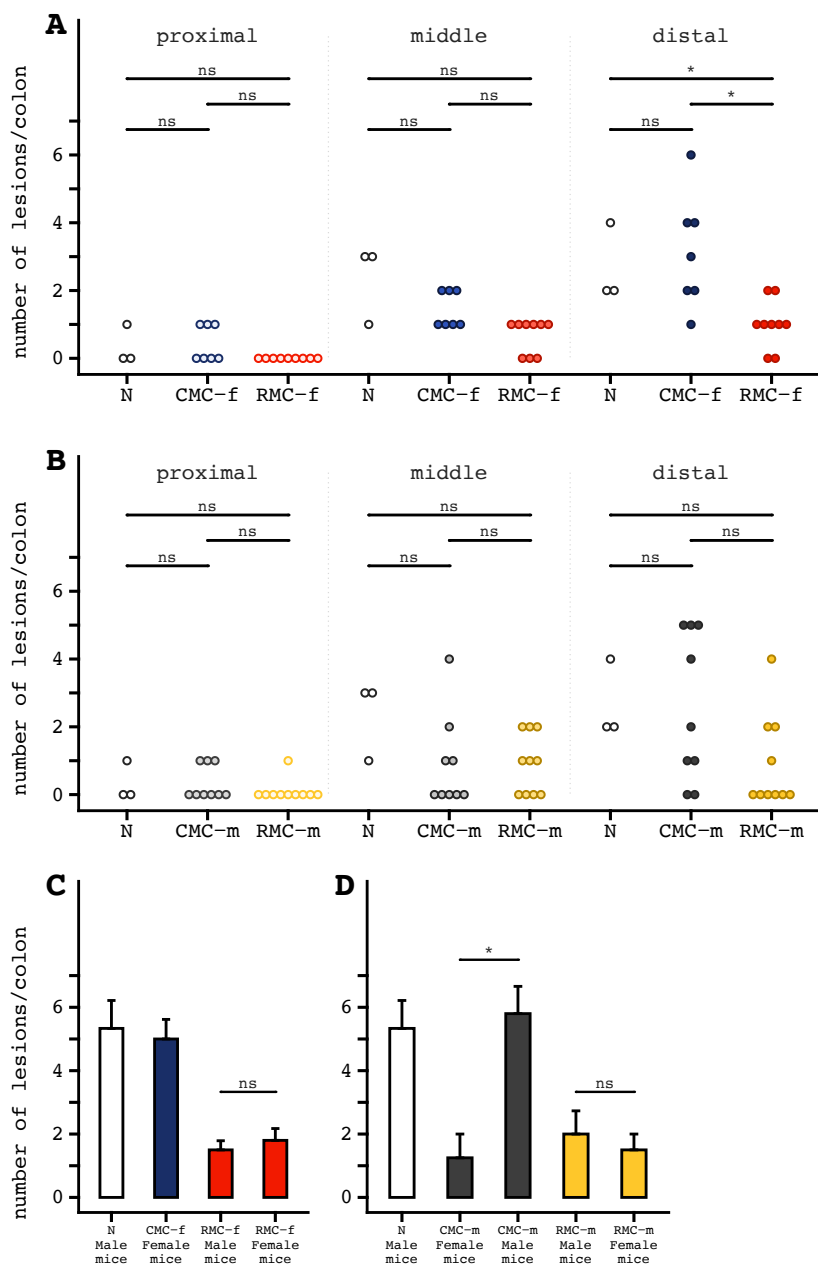 A
proximal middle distal
ns ns *
ns ns *
ns ns ns
number of lesions/colon
6
4
2
0
N CMC-f RMC-f N CMC-f RMC-f N CMC-f RMC-f
B
proximal middle distal
ns ns ns
ns ns ns
ns ns ns
number of lesions/colon
6
4
2
0
N CMC-m RMC-m N CMC-m RMC-m N CMC-m RMC-m
C
number of lesions/colon
6
4
2
0
ns
N CMC-f RMC-f RMC-f
Male Female Male Female
mice mice mice mice
D
*
6
4
2
0
ns
N CMC-m CMC-m RMC-m RMC-m
Male Female Male Male Female
mice mice mice mice mice